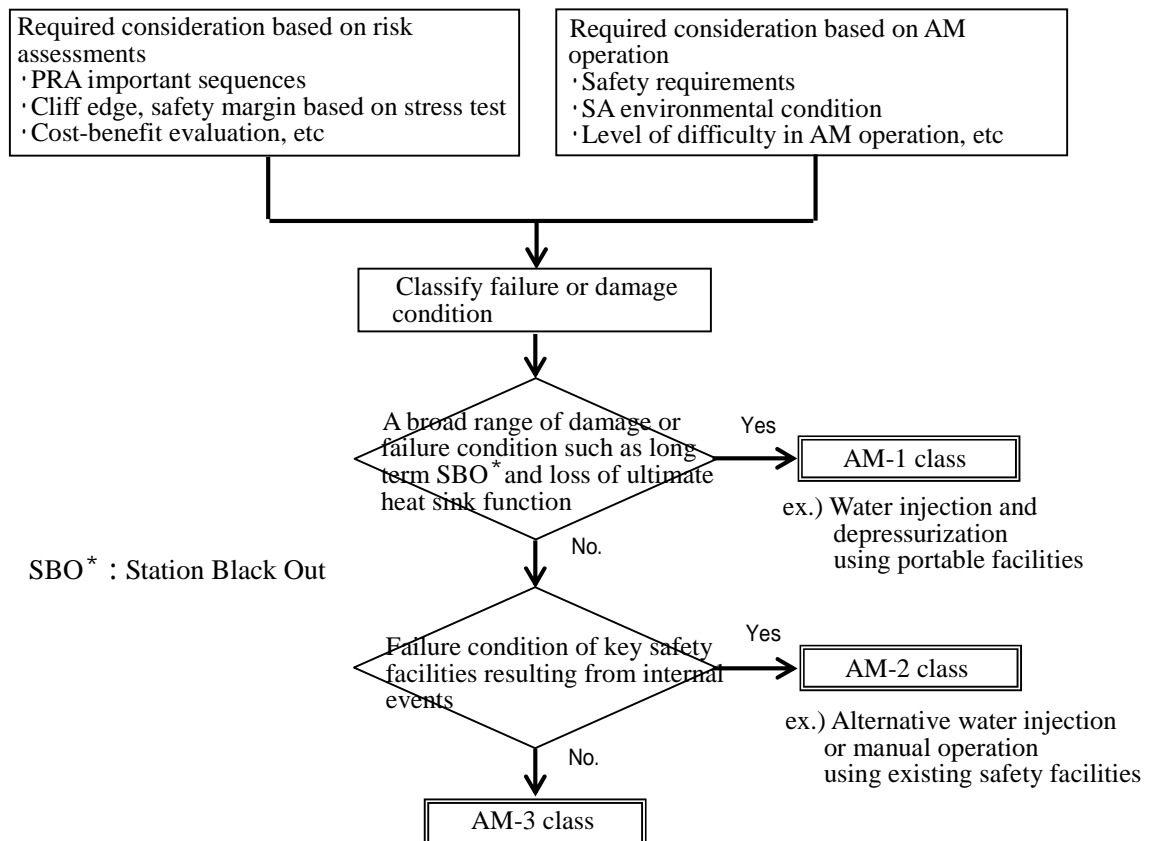 Required consideration based on risk
assessments
・PRA important sequences
・Cliff edge, safety margin based on stress test
・Cost-benefit evaluation, etc
Required consideration based on AM
operation
・Safety requirements
・SA environmental condition
・Level of difficulty in AM operation, etc
Classify failure or damage
condition
A broad range of damage or
failure condition such as long
term SBO* and loss of ultimate
heat sink function
Yes
AM-1 class
ex.) Water injection and
depressurization
using portable facilities
No.
SBO*：Station Black Out
Failure condition of key safety
facilities resulting from internal
events
Yes
AM-2 class
ex.) Alternative water injection
or manual operation
using existing safety facilities
No.
AM-3 class